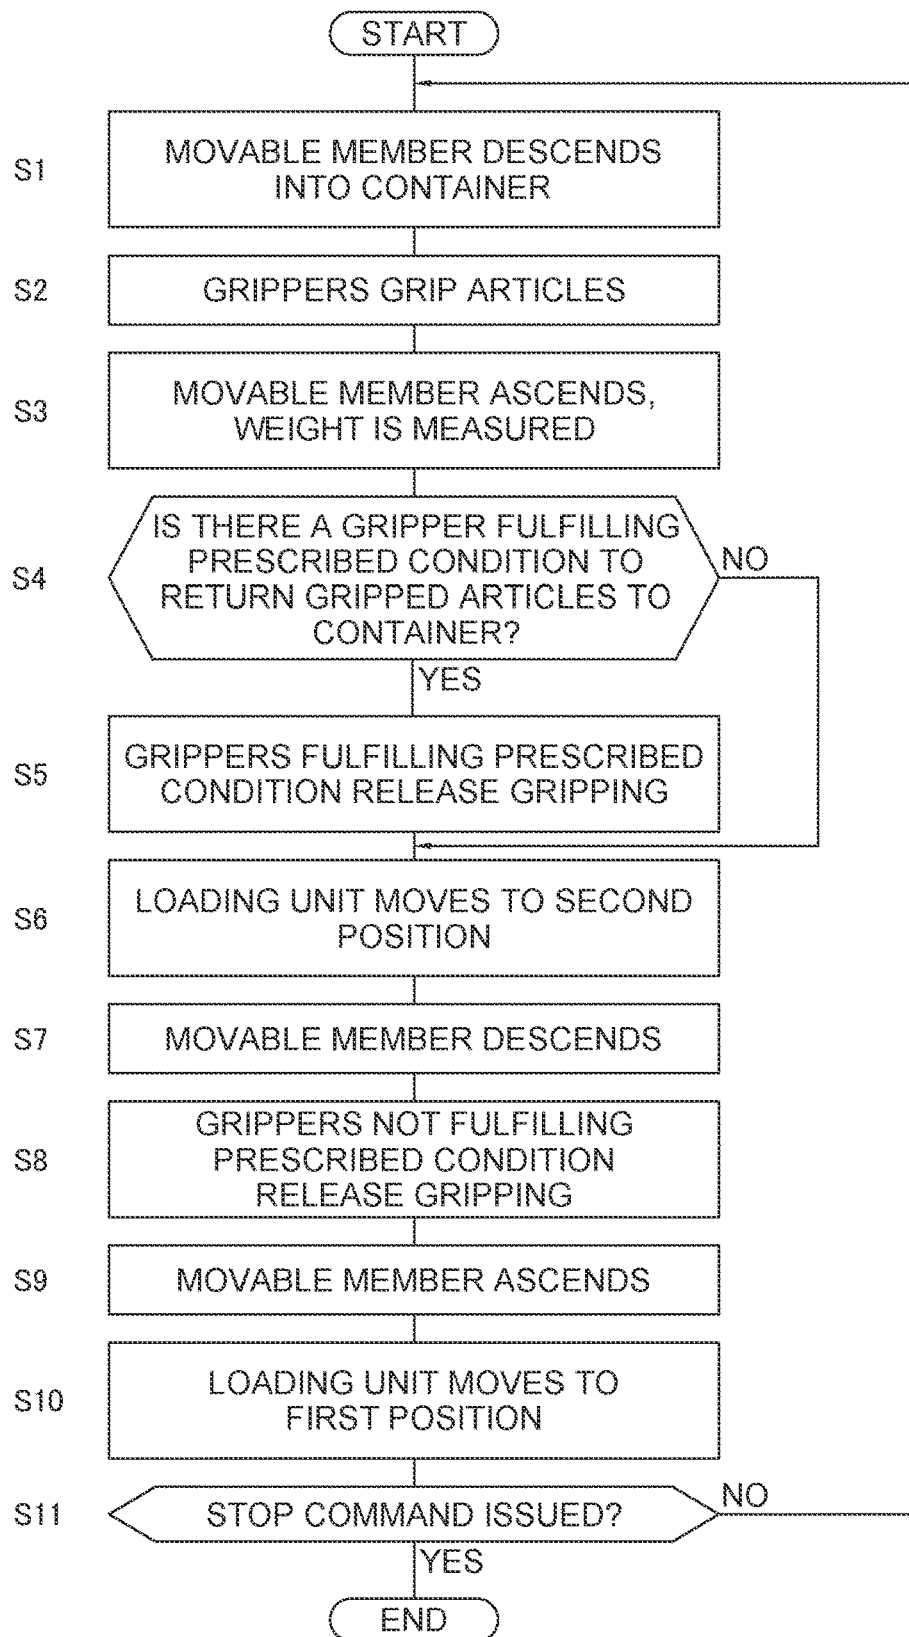 START
S1
MOVABLE MEMBER DESCENDS
INTO CONTAINER
S2
GRIPPERS GRIP ARTICLES
S3
MOVABLE MEMBER ASCENDS,
WEIGHT IS MEASURED
S4
IS THERE A GRIPPER FULFILLING
PRESCRIBED CONDITION TO
RETURN GRIPPED ARTICLES TO
CONTAINER?
NO
YES
S5
GRIPPERS FULFILLING PRESCRIBED
CONDITION RELEASE GRIPPING
S6
LOADING UNIT MOVES TO SECOND
POSITION
S7
MOVABLE MEMBER DESCENDS
S8
GRIPPERS NOT FULFILLING
PRESCRIBED CONDITION
RELEASE GRIPPING
S9
MOVABLE MEMBER ASCENDS
S10
LOADING UNIT MOVES TO
FIRST POSITION
S11
STOP COMMAND ISSUED?
NO
YES
END